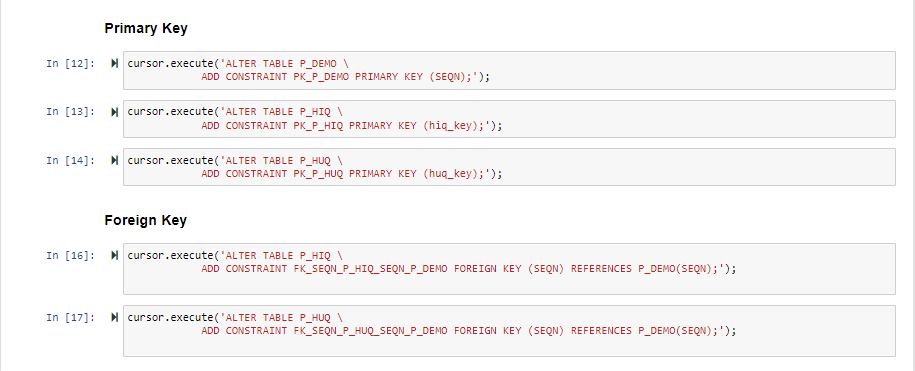 Primary Key
In [12]: cursor.execute('ALTER TABLE P_DEMO \
ADD CONSTRAINT PK_P_DEMO PRIMARY KEY (SEQN);');
In [13]: cursor.execute('ALTER TABLE P_HIQ \
ADD CONSTRAINT PK_P_HIQ PRIMARY KEY (hiq_key);');
In [14]: cursor.execute('ALTER TABLE P_HUQ \
ADD CONSTRAINT PK_P_HUQ PRIMARY KEY (huq_key);');
Foreign Key
In [16]: cursor.execute('ALTER TABLE P_HIQ \
ADD CONSTRAINT FK_SEQN_P_HIQ_SEQN_P_DEMO FOREIGN KEY (SEQN) REFERENCES P_DEMO(SEQN);');
In [17]: cursor.execute('ALTER TABLE P_HUQ \
ADD CONSTRAINT FK_SEQN_P_HUQ_SEQN_P_DEMO FOREIGN KEY (SEQN) REFERENCES P_DEMO(SEQN);');